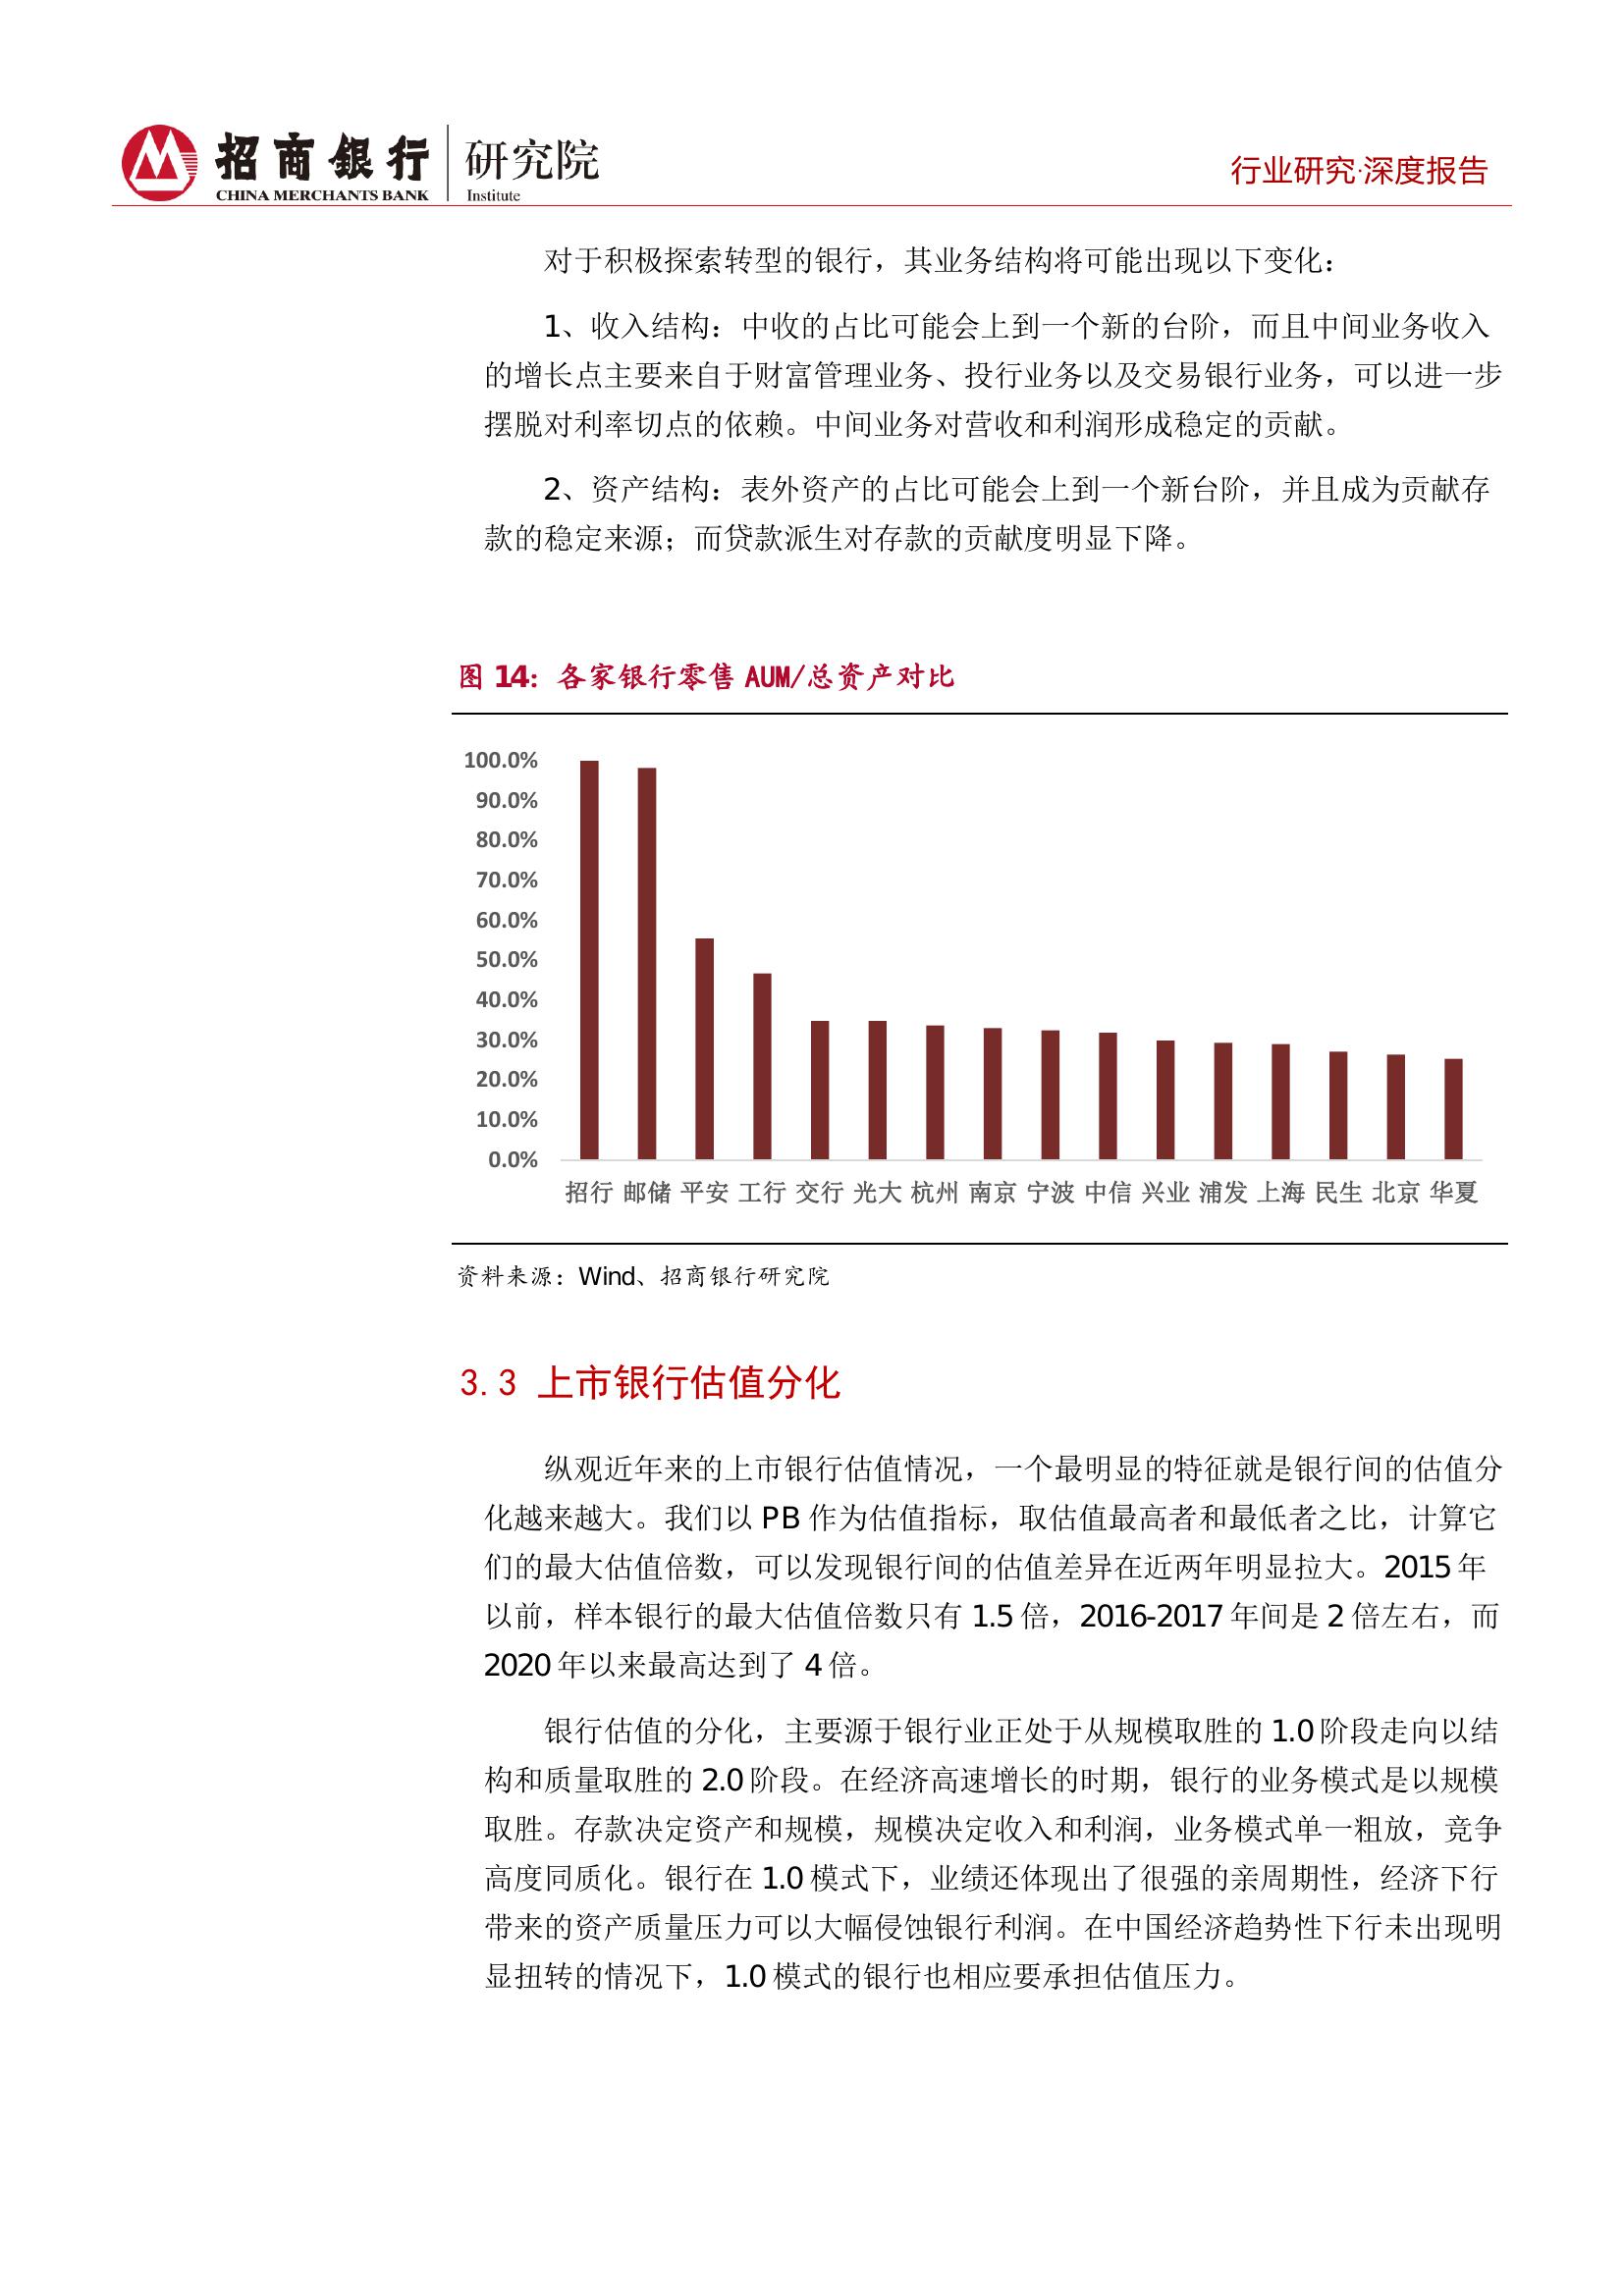 招商银行 研究院
CHINA MERCHANTS BANK Institute
行业研究·深度报告
对于积极探索转型的银行，其业务结构将可能出现以下变化：
1、收入结构：中收的占比可能会上到一个新的台阶，而且中间业务收入
的增长点主要来自于财富管理业务、投行业务以及交易银行业务，可以进一步
摆脱对利率切点的依赖。中间业务对营收和利润形成稳定的贡献。
2、资产结构：表外资产的占比可能会上到一个新台阶，并且成为贡献存
款的稳定来源；而贷款派生对存款的贡献度明显下降。
图 14：各家银行零售 AUM/总资产对比
100.0%
90.0%
80.0%
70.0%
60.0%
50.0%
40.0%
30.0%
20.0%
10.0%
0.0%
招行 邮储 平安 工行 交行 光大 杭州 南京 宁波 中信 兴业 浦发 上海 民生 北京 华夏
资料来源：Wind、招商银行研究院
3.3 上市银行估值分化
纵观近年来的上市银行估值情况，一个最明显的特征就是银行间的估值分
化越来越大。我们以 PB 作为估值指标，取估值最高者和最低者之比，计算它
们的最大估值倍数，可以发现银行间的估值差异在近两年明显拉大。2015 年
以前，样本银行的最大估值倍数只有 1.5 倍，2016-2017 年间是 2 倍左右，而
2020 年以来最高达到了 4 倍。
银行估值的分化，主要源于银行业正处于从规模取胜的 1.0 阶段走向以结
构和质量取胜的 2.0 阶段。在经济高速增长的时期，银行的业务模式是以规模
取胜。存款决定资产和规模，规模决定收入和利润，业务模式单一粗放，竞争
高度同质化。银行在 1.0 模式下，业绩还体现出了很强的亲周期性，经济下行
带来的资产质量压力可以大幅侵蚀银行利润。在中国经济趋势性下行未出现明
显扭转的情况下，1.0 模式的银行也相应要承担估值压力。